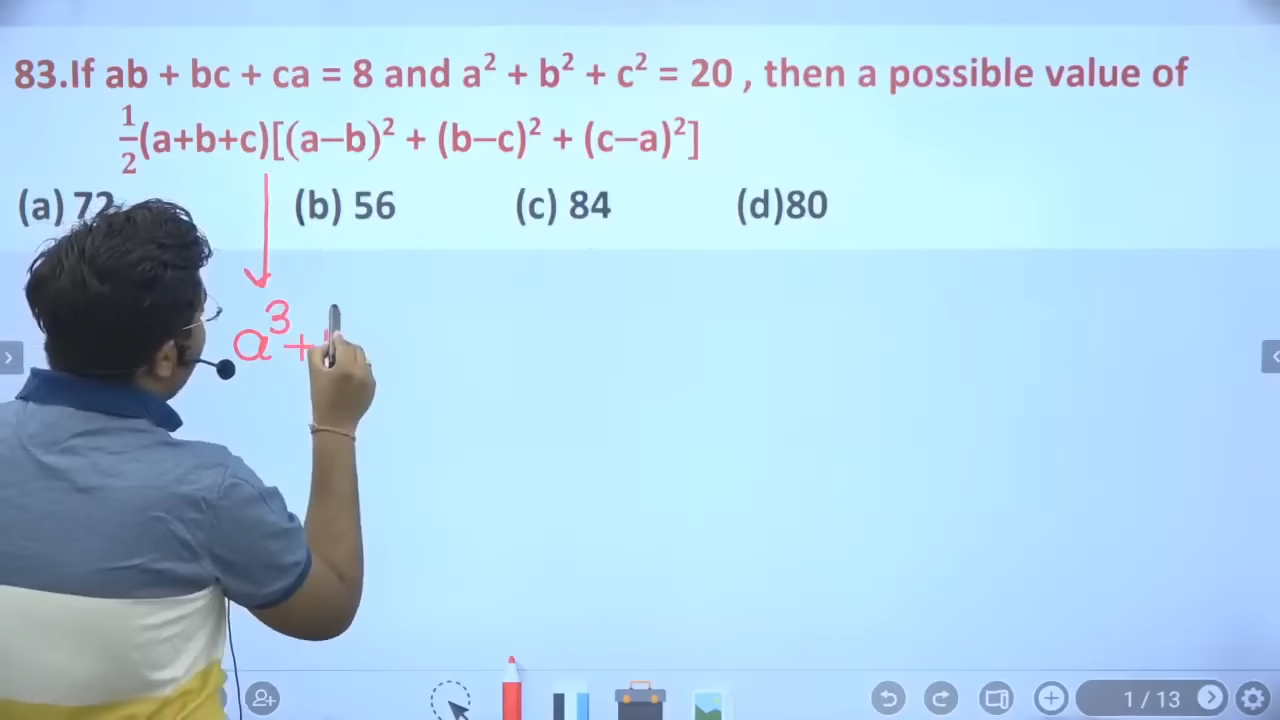 83.If ab + bc + ca = 8 and a² + b² + c² = 20 , then a possible value of
½(a+b+c)[(a−b)² + (b−c)² + (c−a)²]
(a) 72 (b) 56 (c) 84 (d)80
a³+
1 / 13